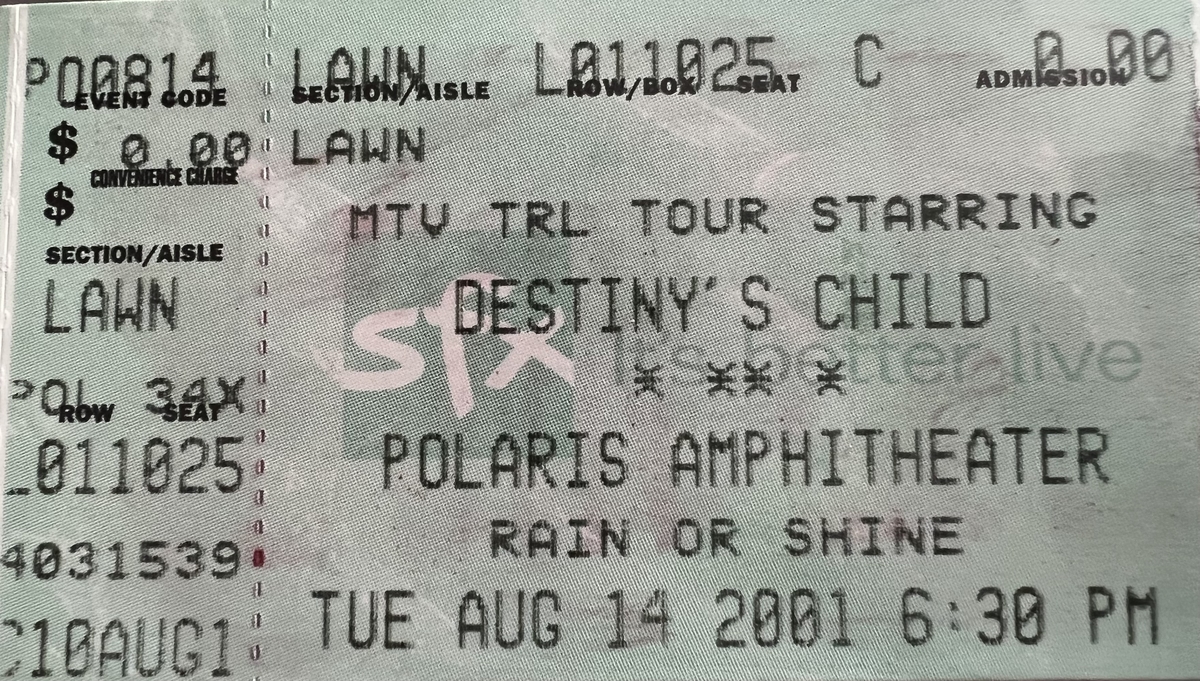 PO0814 LAWN L011025 C 0.00
EVENT CODE SECTION/AISLE ROW/BOX SEAT ADMISSION
$ 0.00 LAWN
CONVENIENCE CHARGE
$
MTV TRL TOUR STARRING
SECTION/AISLE
LAWN
DESTINY'S CHILD
sfx it's better live
* ** *
POL 34X
ROW SEAT
L011025
POLARIS AMPHITHEATER
4031539
RAIN OR SHINE
C10AUG1
TUE AUG 14 2001 6:30 PM